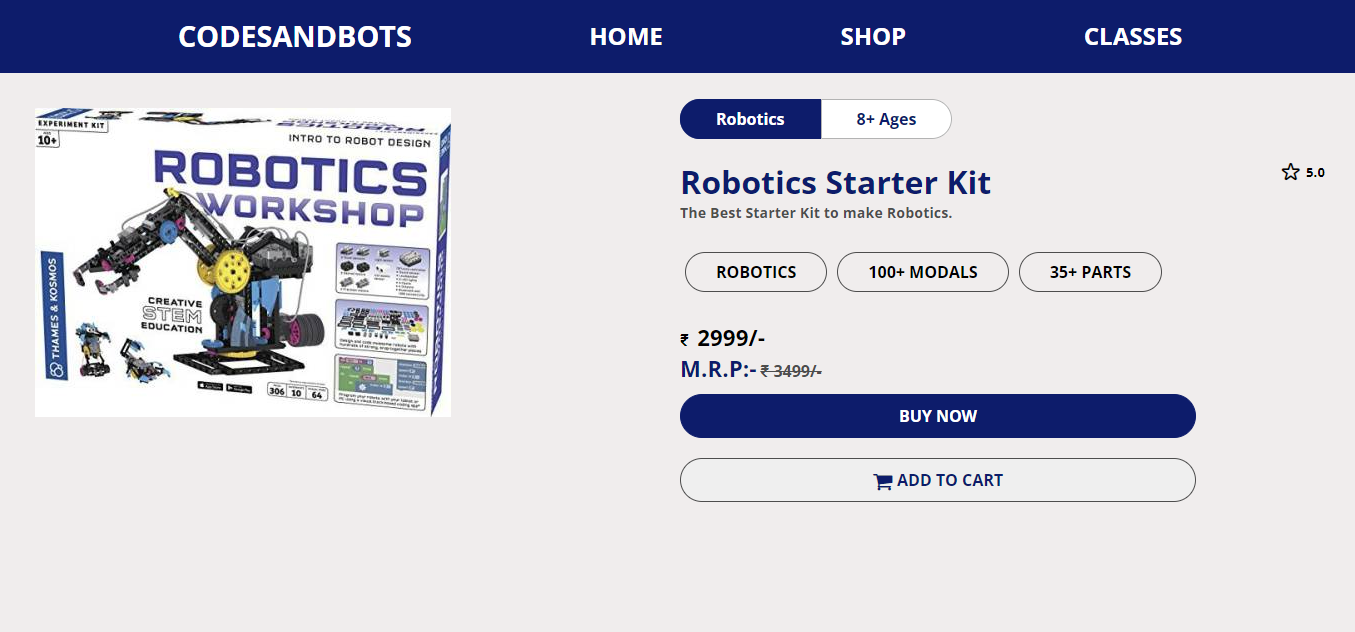 CODESANDBOTS
HOME
SHOP
CLASSES
EXPERIMENT KIT
10+
INTRO TO ROBOT DESIGN
ROBOTICS
WORKSHOP
THAMES & KOSMOS
CREATIVE
STEM
EDUCATION
306 10 64
Robotics
8+ Ages
Robotics Starter Kit
5.0
The Best Starter Kit to make Robotics.
ROBOTICS
100+ MODALS
35+ PARTS
₹ 2999/-
M.R.P:- ₹ 3499/-
BUY NOW
ADD TO CART